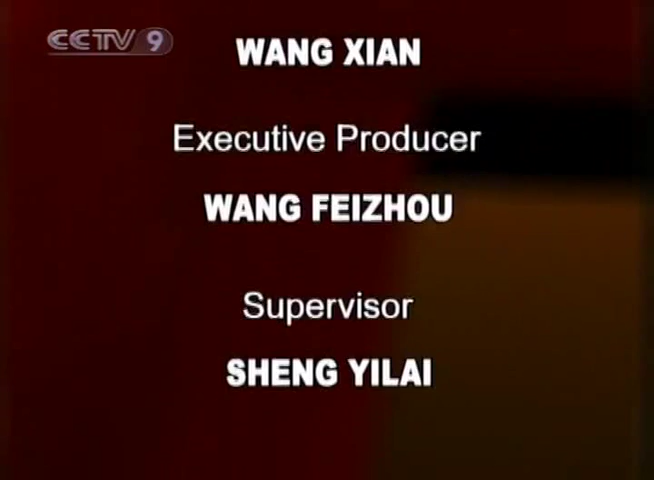 CCTV 9
WANG XIAN
Executive Producer
WANG FEIZHOU
Supervisor
SHENG YILAI